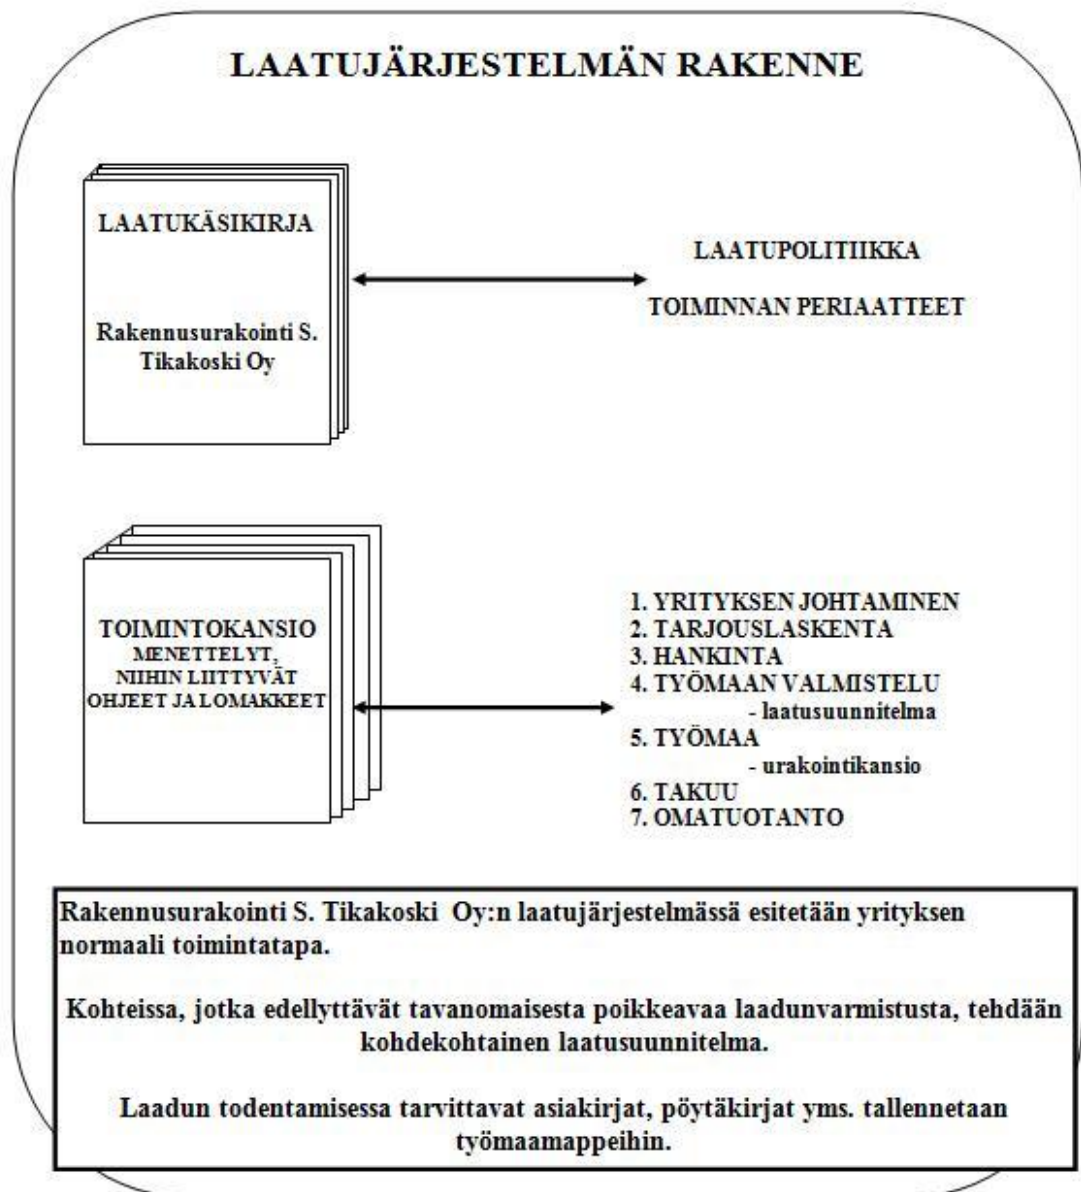 LAATUJÄRJESTELMÄN RAKENNE
LAATUKÄSIKIRJA
Rakennusurakointi S.
Tikakoski Oy
LAATUPOLITIIKKA
TOIMINNAN PERIAATTEET
TOIMINTOKANSIO
MENETTELYT,
NIIHIN LIITTYVÄT
OHJEET JA LOMAKKEET
1. YRITYKSEN JOHTAMINEN
2. TARJOUSLASKENTA
3. HANKINTA
4. TYÖMAAN VALMISTELU
- laatusuunnitelma
5. TYÖMAA
- urakointikansio
6. TAKUU
7. OMATUOTANTO
Rakennusurakointi S. Tikakoski Oy:n laatujärjestelmässä esitetään yrityksen
normaali toimintatapa.
Kohteissa, jotka edellyttävät tavanomaisesta poikkeavaa laadunvarmistusta, tehdään
kohdekohtainen laatusuunnitelma.
Laadun todentamisessa tarvittavat asiakirjat, pöytäkirjat yms. tallennetaan
työmaamappeihin.